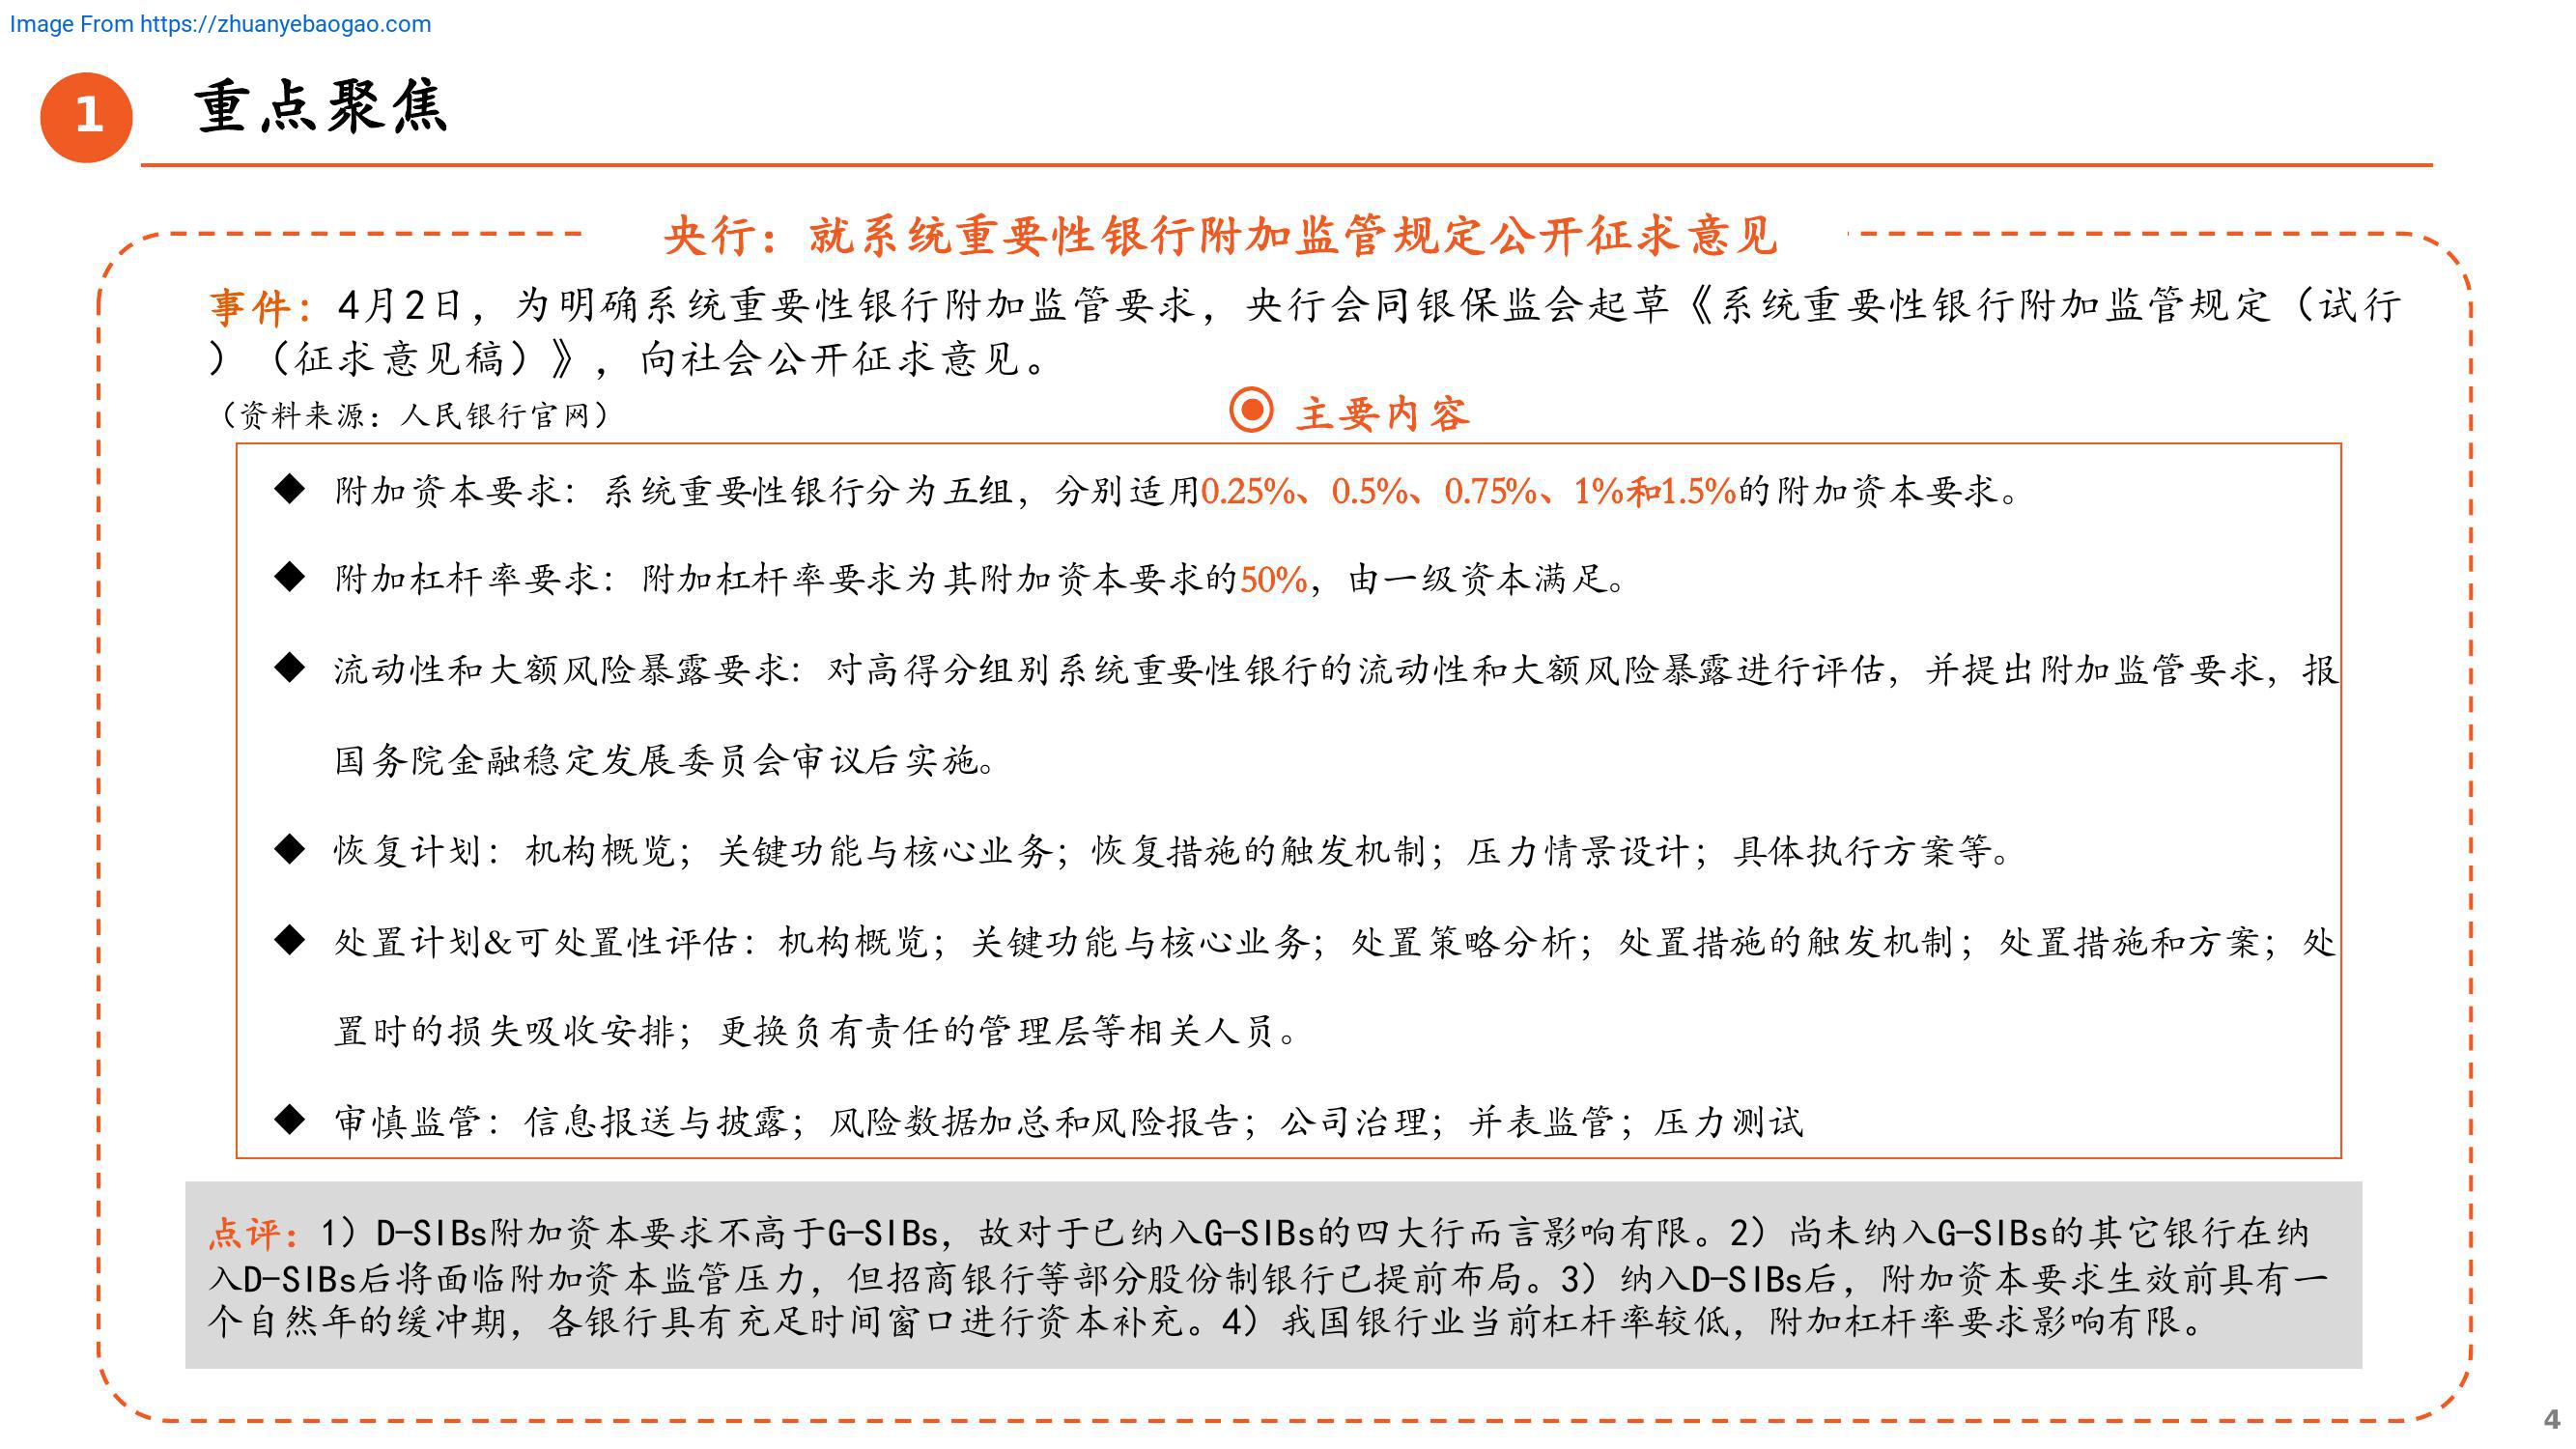 Image From https://zhuanyebaogao.com
1
重点聚焦
央行：就系统重要性银行附加监管规定公开征求意见
事件：4月2日，为明确系统重要性银行附加监管要求，央行会同银保监会起草《系统重要性银行附加监管规定（试行
）（征求意见稿）》，向社会公开征求意见。
（资料来源：人民银行官网）
主要内容
◆ 附加资本要求：系统重要性银行分为五组，分别适用0.25%、0.5%、0.75%、1%和1.5%的附加资本要求。
◆ 附加杠杆率要求：附加杠杆率要求为其附加资本要求的50%，由一级资本满足。
◆ 流动性和大额风险暴露要求：对高得分组别系统重要性银行的流动性和大额风险暴露进行评估，并提出附加监管要求，报
国务院金融稳定发展委员会审议后实施。
◆ 恢复计划：机构概览；关键功能与核心业务；恢复措施的触发机制；压力情景设计；具体执行方案等。
◆ 处置计划&可处置性评估：机构概览；关键功能与核心业务；处置策略分析；处置措施的触发机制；处置措施和方案；处
置时的损失吸收安排；更换负有责任的管理层等相关人员。
◆ 审慎监管：信息报送与披露；风险数据加总和风险报告；公司治理；并表监管；压力测试
点评：1）D-SIBs附加资本要求不高于G-SIBs，故对于已纳入G-SIBs的四大行而言影响有限。2）尚未纳入G-SIBs的其它银行在纳
入D-SIBs后将面临附加资本监管压力，但招商银行等部分股份制银行已提前布局。3）纳入D-SIBs后，附加资本要求生效前具有一
个自然年的缓冲期，各银行具有充足时间窗口进行资本补充。4）我国银行业当前杠杆率较低，附加杠杆率要求影响有限。
4